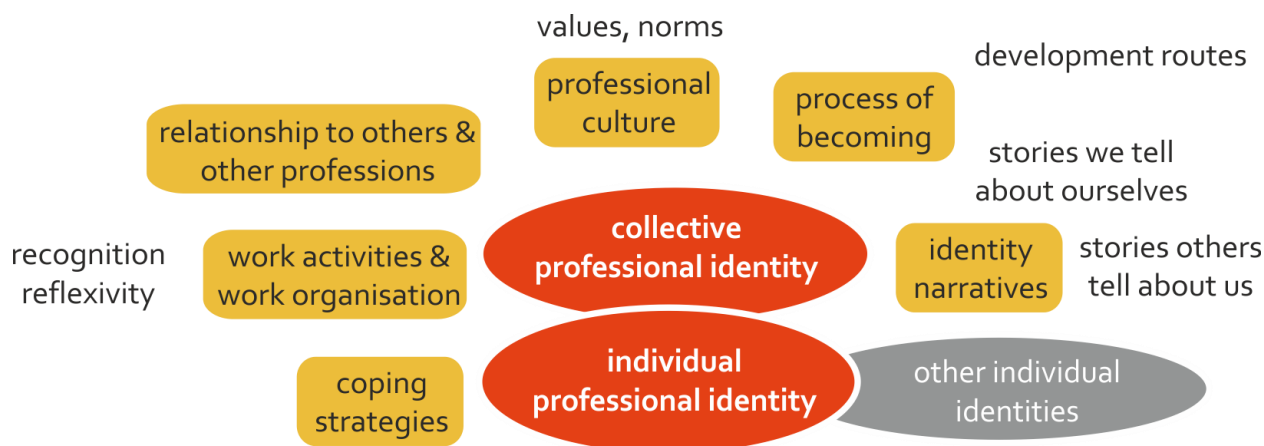 values, norms
professional
culture
process of
becoming
development routes
relationship to others &
other professions
stories we tell
about ourselves
collective
professional identity
recognition
reflexivity
work activities &
work organisation
identity
narratives
stories others
tell about us
individual
professional identity
other individual
identities
coping
strategies